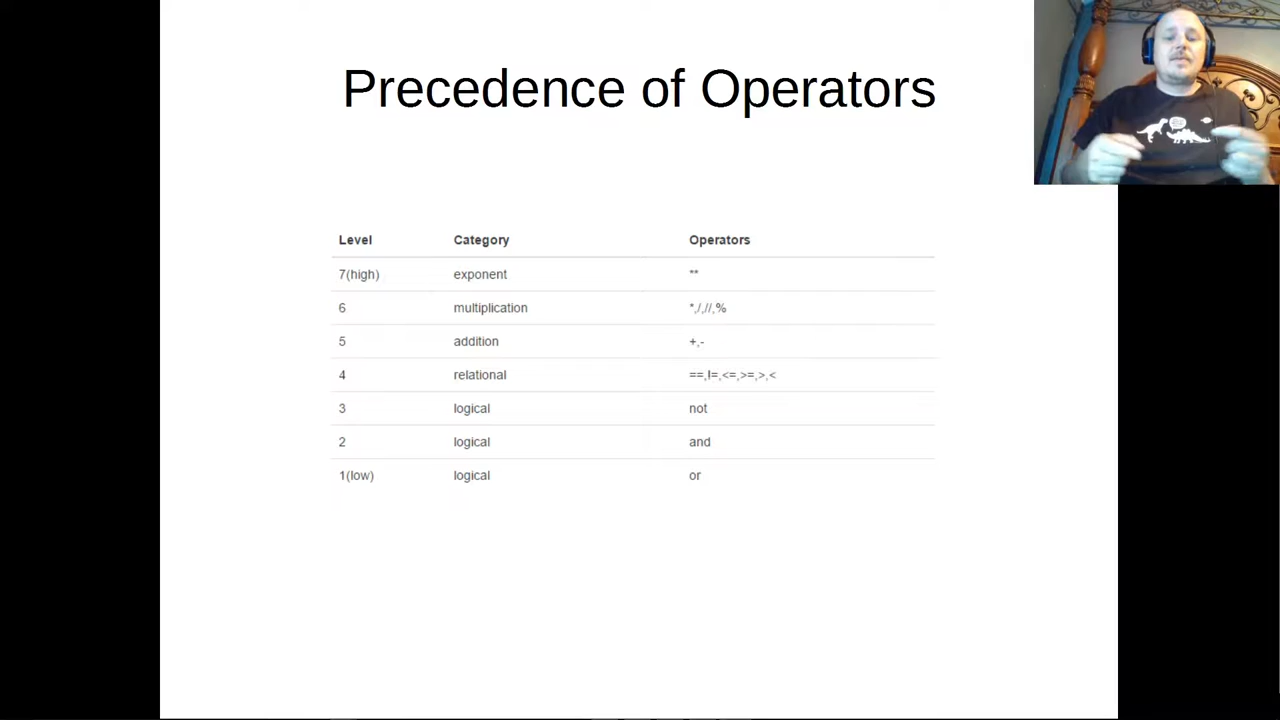 Precedence of Operators
Level Category Operators
7(high) exponent **
6 multiplication *,/,//,%
5 addition +,-
4 relational ==,!=,<=,>=,>,<
3 logical not
2 logical and
1(low) logical or